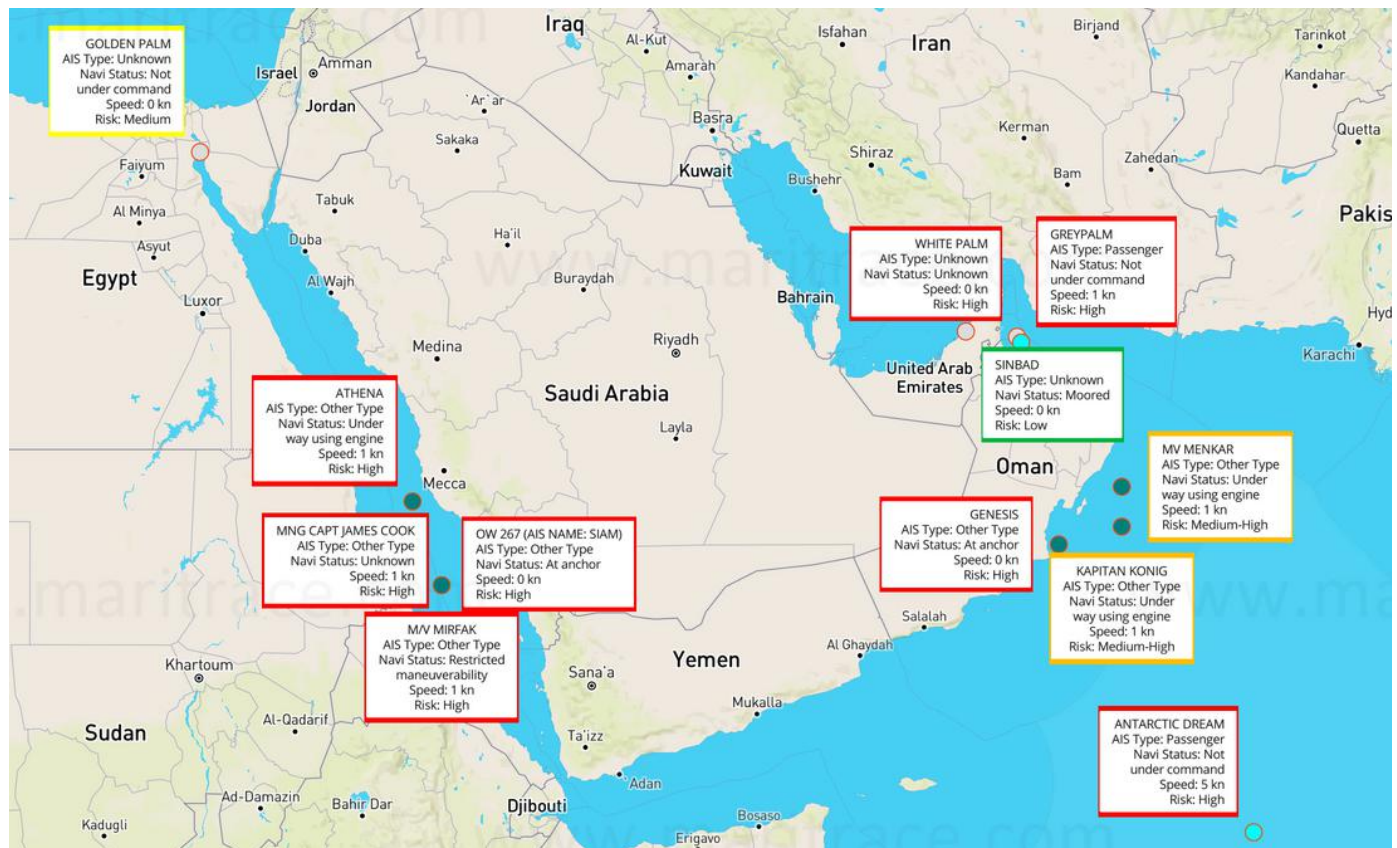 Iraq
Iran
Isfahan
Birjand
Tarinkot
Al-Kut
Amarah
Kandahar
GOLDEN PALM
AIS Type: Unknown
Navi Status: Not
under command
Speed: 0 kn
Risk: Medium
Israel
Amman
Jordan
`Ar`ar
Sakaka
Basra
Kuwait
Kerman
Quetta
Shiraz
Zahedan
Bam
Bushehr
Faiyum
Al Minya
Asyut
Tabuk
Duba
Al Wajh
Ha'il
Buraydah
www.mari
Egypt
Luxor
Bahrain
Pakis
Hyd
Karachi
WHITE PALM
AIS Type: Unknown
Navi Status: Unknown
Speed: 0 kn
Risk: High
GREYPALM
AIS Type: Passenger
Navi Status: Not
under command
Speed: 1 kn
Risk: High
Medina
Riyadh
United Arab
Emirates
SINBAD
AIS Type: Unknown
Navi Status: Moored
Speed: 0 kn
Risk: Low
ATHENA
AIS Type: Other Type
Navi Status: Under
way using engine
Speed: 1 kn
Risk: High
Saudi Arabia
Layla
Mecca
Oman
MV MENKAR
AIS Type: Other Type
Navi Status: Under
way using engine
Speed: 1 kn
Risk: Medium-High
MNG CAPT JAMES COOK
AIS Type: Other Type
Navi Status: Unknown
Speed: 1 kn
Risk: High
OW 267 (AIS NAME: SIAM)
AIS Type: Other Type
Navi Status: At anchor
Speed: 0 kn
Risk: High
GENESIS
AIS Type: Other Type
Navi Status: At anchor
Speed: 0 kn
Risk: High
KAPITAN KONIG
AIS Type: Other Type
Navi Status: Under
way using engine
Speed: 1 kn
Risk: Medium-High
.maritrace.
www.ma
M/V MIRFAK
AIS Type: Other Type
Navi Status: Restricted
maneuverability
Speed: 1 kn
Risk: High
Salalah
Al Ghaydah
Yemen
Khartoum
Sana'a
Mukalla
Sudan
Al-Qadarif
Ta'izz
'Adan
ANTARCTIC DREAM
AIS Type: Passenger
Navi Status: Not
under command
Speed: 5 kn
Risk: High
Ad-Damazin
Bahir Dar
Djibouti
Bosaso
Kadugli
Erigavo
www.maritrace.com